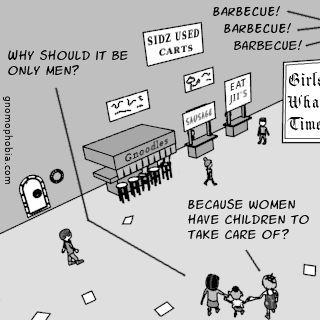 BARBECUE!
BARBECUE!
BARBECUE!
SIDZ USED
CARTS
WHY SHOULD IT BE
ONLY MEN?
EAT
JII'S
SAUSAGE
Girls
Wha
Time
Gnoodles
gnomophobia.com
BECAUSE WOMEN
HAVE CHILDREN TO
TAKE CARE OF?